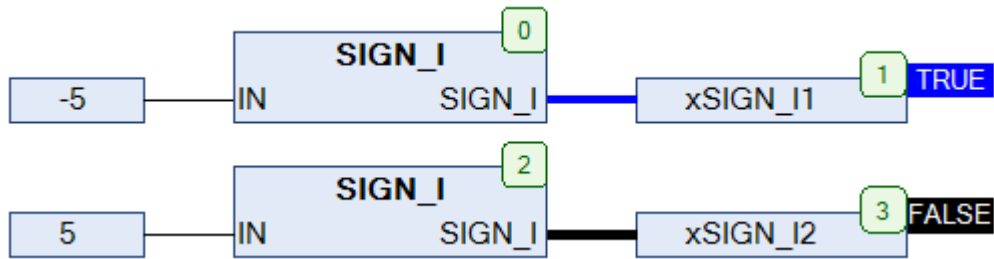 0
SIGN_I
-5
IN
SIGN_I
xSIGN_I1
1
TRUE
2
SIGN_I
5
IN
SIGN_I
xSIGN_I2
3
FALSE